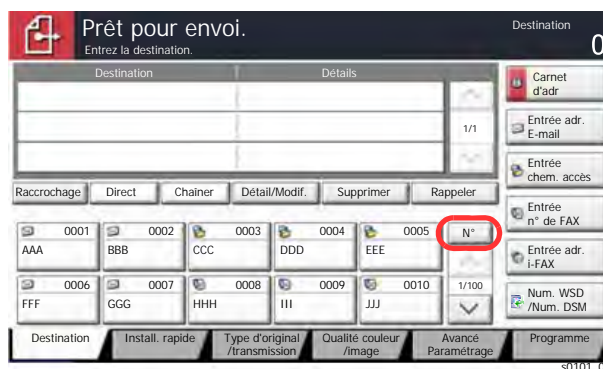 Prêt pour envoi.
Entrez la destination.
Destination
0
Destination Détails
1/1
Carnet
d'adr
Entrée adr.
E-mail
Entrée
chem. accès
Entrée
n° de FAX
Entrée adr.
i-FAX
Num. WSD
/Num. DSM
Raccrochage Direct Chaîner Détail/Modif. Supprimer Rappeler
0001 0002 0003 0004 0005 N°
AAA BBB CCC DDD EEE
0006 0007 0008 0009 0010 1/100
FFF GGG HHH III JJJ
Destination Install. rapide Type d'original
/transmission Qualité couleur
/image Avancé
Paramétrage Programme